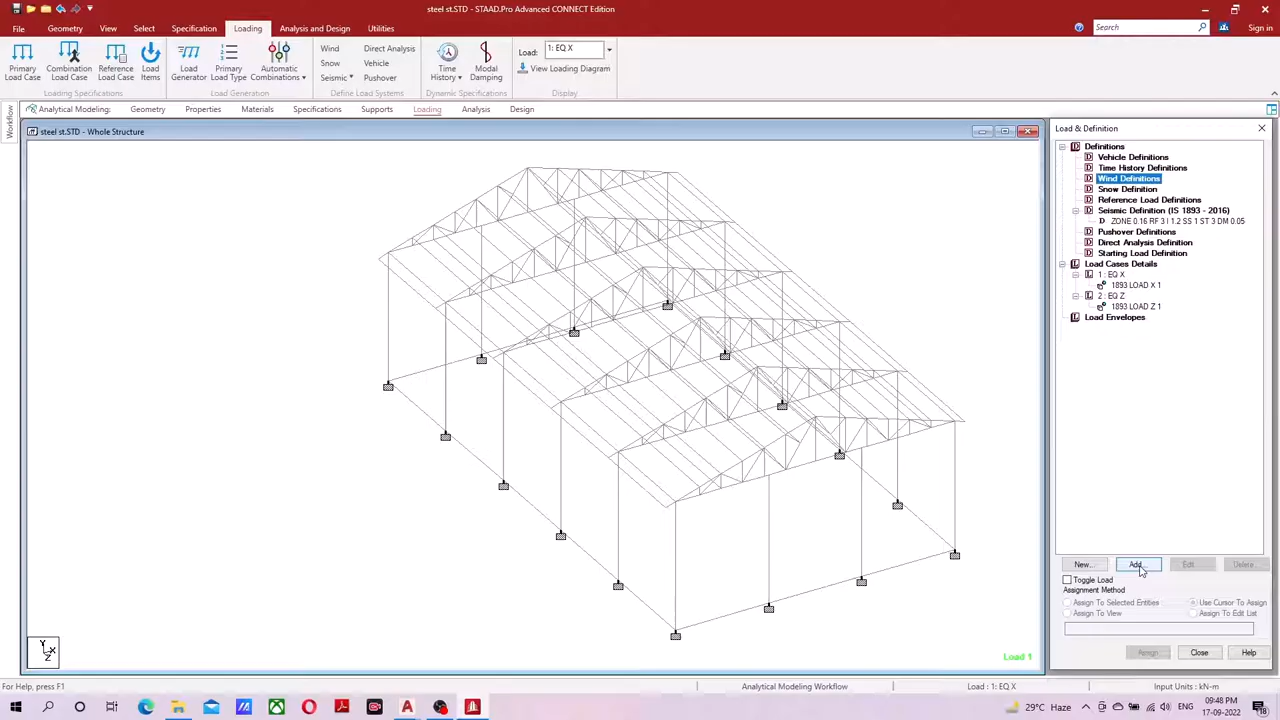 steel st.STD - STAAD.Pro Advanced CONNECT Edition
File Geometry View Select Specification Loading Analysis and Design Utilities Search Sign in
Primary Load Case
Combination Load Case
Reference Load Case
Load Items
Load Generator
Primary Load Type
Automatic Combinations
Wind Direct Analysis
Snow Vehicle
Seismic Pushover
Time History
Modal Damping
Load: 1: EQ X
View Loading Diagram
Loading Specifications Load Generation Define Load Systems Dynamic Specifications Display
Workflow
Analytical Modeling: Geometry Properties Materials Specifications Supports Loading Analysis Design
steel st.STD - Whole Structure
Y
X
Z
Load 1
Load & Definition
Definitions
Vehicle Definitions
Time History Definitions
Wind Definitions
Snow Definition
Reference Load Definitions
Seismic Definition (IS 1893 - 2016)
ZONE 0.16 RF 3 I 1.2 SS 1 ST 3 DM 0.05
Pushover Definitions
Direct Analysis Definition
Starting Load Definition
Load Cases Details
1 : EQ X
1893 LOAD X 1
2 : EQ Z
1893 LOAD Z 1
Load Envelopes
New... Add... Edit Delete...
Toggle Load
Assignment Method
Assign To Selected Entities Use Cursor To Assign
Assign To View Assign To Edit List
Assign Close Help
For Help, press F1 Analytical Modeling Workflow Load : 1: EQ X Input Units : kN-m
29°C Haze ENG 09:48 PM
17-09-2022
18